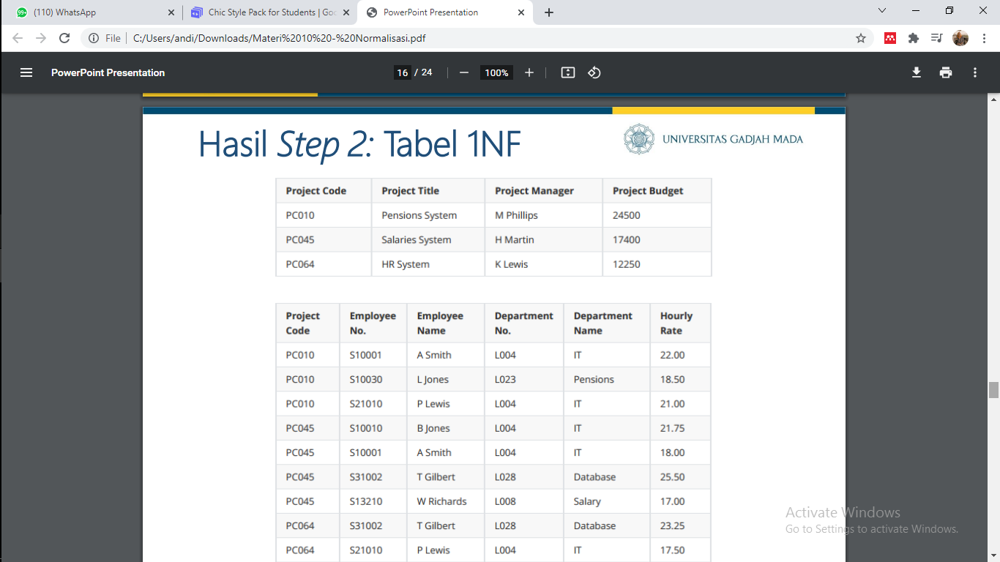 99+ (110) WhatsApp
Chic Style Pack for Students | Goo
PowerPoint Presentation
File C:/Users/andi/Downloads/Materi%2010%20-%20Normalisasi.pdf
PowerPoint Presentation
16 / 24
100%
Hasil Step 2: Tabel 1NF
UNIVERSITAS GADJAH MADA
Project Code Project Title Project Manager Project Budget
PC010 Pensions System M Phillips 24500
PC045 Salaries System H Martin 17400
PC064 HR System K Lewis 12250
Project Employee Employee Department Department Hourly
Code No. Name No. Name Rate
PC010 S10001 A Smith L004 IT 22.00
PC010 S10030 L Jones L023 Pensions 18.50
PC010 S21010 P Lewis L004 IT 21.00
PC045 S10010 B Jones L004 IT 21.75
PC045 S10001 A Smith L004 IT 18.00
PC045 S31002 T Gilbert L028 Database 25.50
PC045 S13210 W Richards L008 Salary 17.00
PC064 S31002 T Gilbert L028 Database 23.25
PC064 S21010 P Lewis L004 IT 17.50
Activate Windows
Go to Settings to activate Windows.